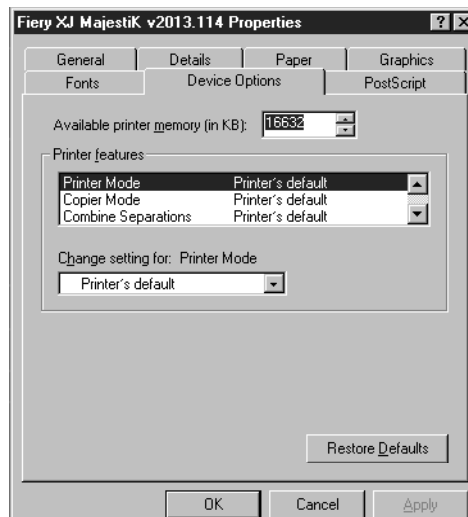 Fiery XJ MajestiK v2013.114 Properties
General Details Paper Graphics
Fonts Device Options PostScript
Available printer memory (in KB): 16632
Printer features
Printer Mode Printer's default
Copier Mode Printer's default
Combine Separations Printer's default
Change setting for: Printer Mode
Printer's default
Restore Defaults
OK Cancel Apply